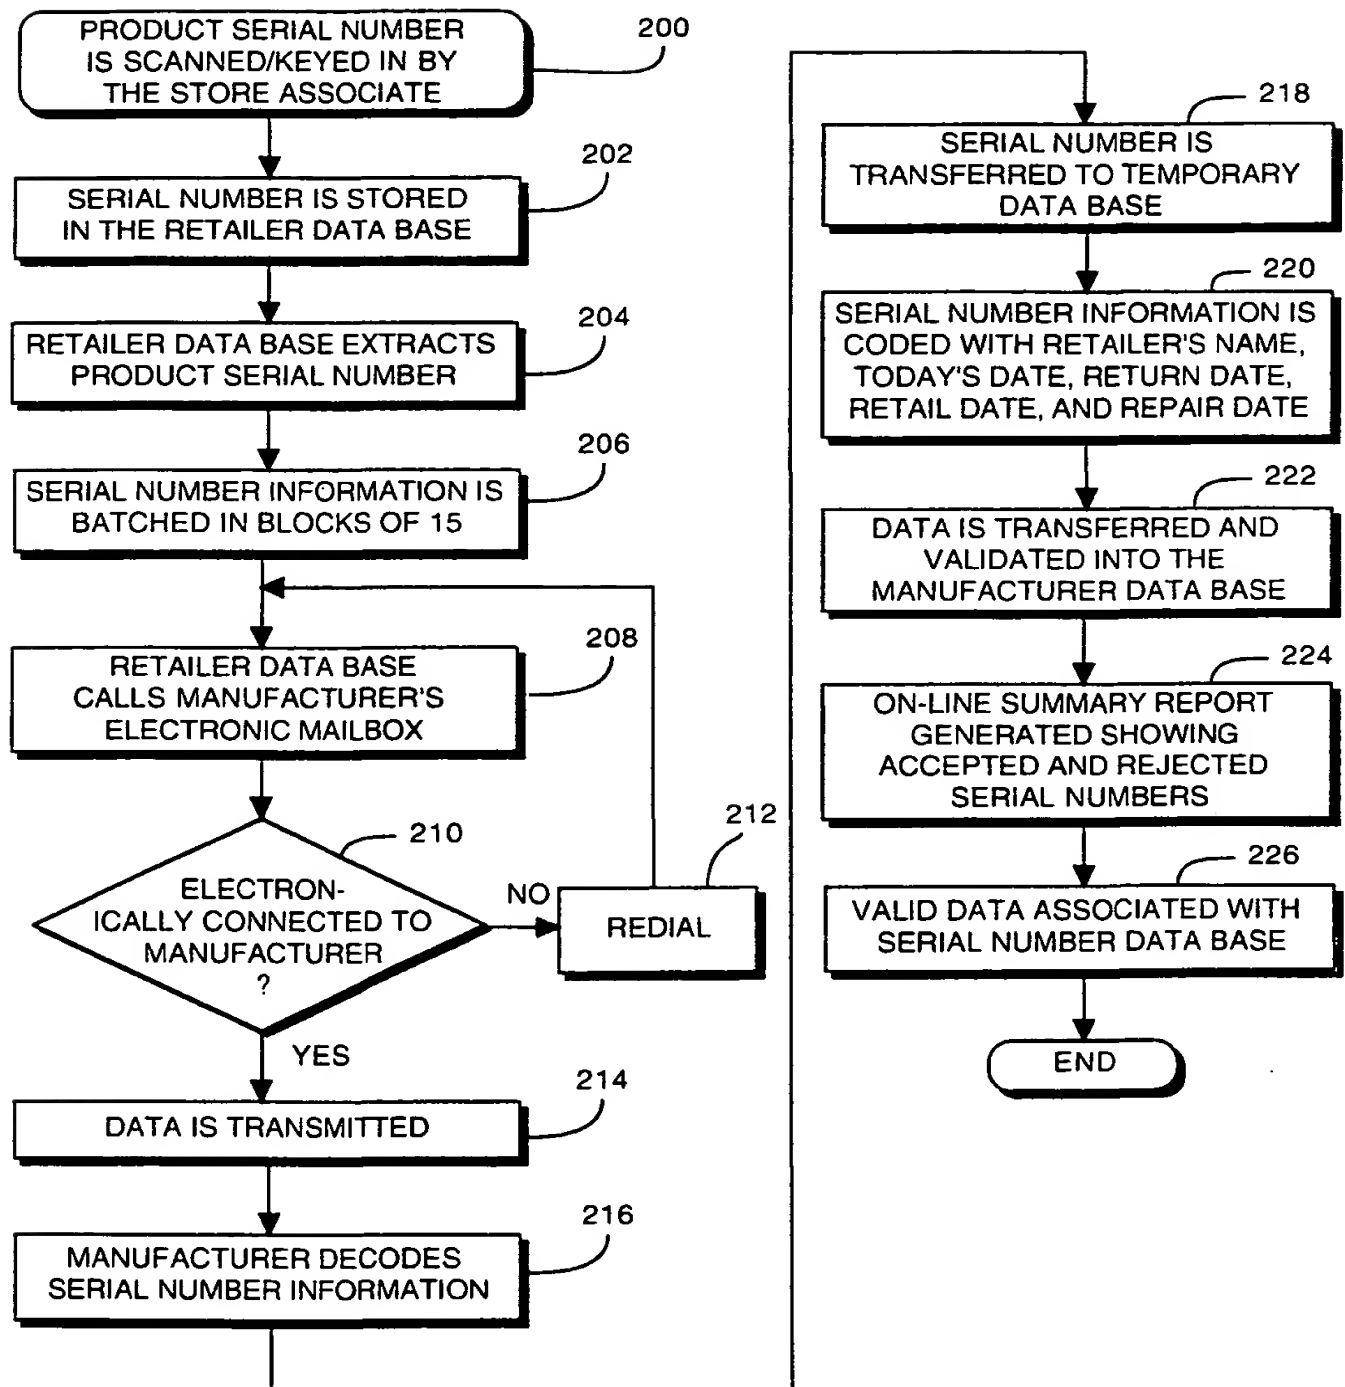 PRODUCT SERIAL NUMBER
IS SCANNED/KEYED IN BY
THE STORE ASSOCIATE
200
202
SERIAL NUMBER IS STORED
IN THE RETAILER DATA BASE
204
RETAILER DATA BASE EXTRACTS
PRODUCT SERIAL NUMBER
206
SERIAL NUMBER INFORMATION IS
BATCHED IN BLOCKS OF 15
208
RETAILER DATA BASE
CALLS MANUFACTURER'S
ELECTRONIC MAILBOX
210
ELECTRON-
ICALLY CONNECTED TO
MANUFACTURER
?
NO
212
REDIAL
YES
214
DATA IS TRANSMITTED
216
MANUFACTURER DECODES
SERIAL NUMBER INFORMATION
218
SERIAL NUMBER IS
TRANSFERRED TO TEMPORARY
DATA BASE
220
SERIAL NUMBER INFORMATION IS
CODED WITH RETAILER'S NAME,
TODAY'S DATE, RETURN DATE,
RETAIL DATE, AND REPAIR DATE
222
DATA IS TRANSFERRED AND
VALIDATED INTO THE
MANUFACTURER DATA BASE
224
ON-LINE SUMMARY REPORT
GENERATED SHOWING
ACCEPTED AND REJECTED
SERIAL NUMBERS
226
VALID DATA ASSOCIATED WITH
SERIAL NUMBER DATA BASE
END